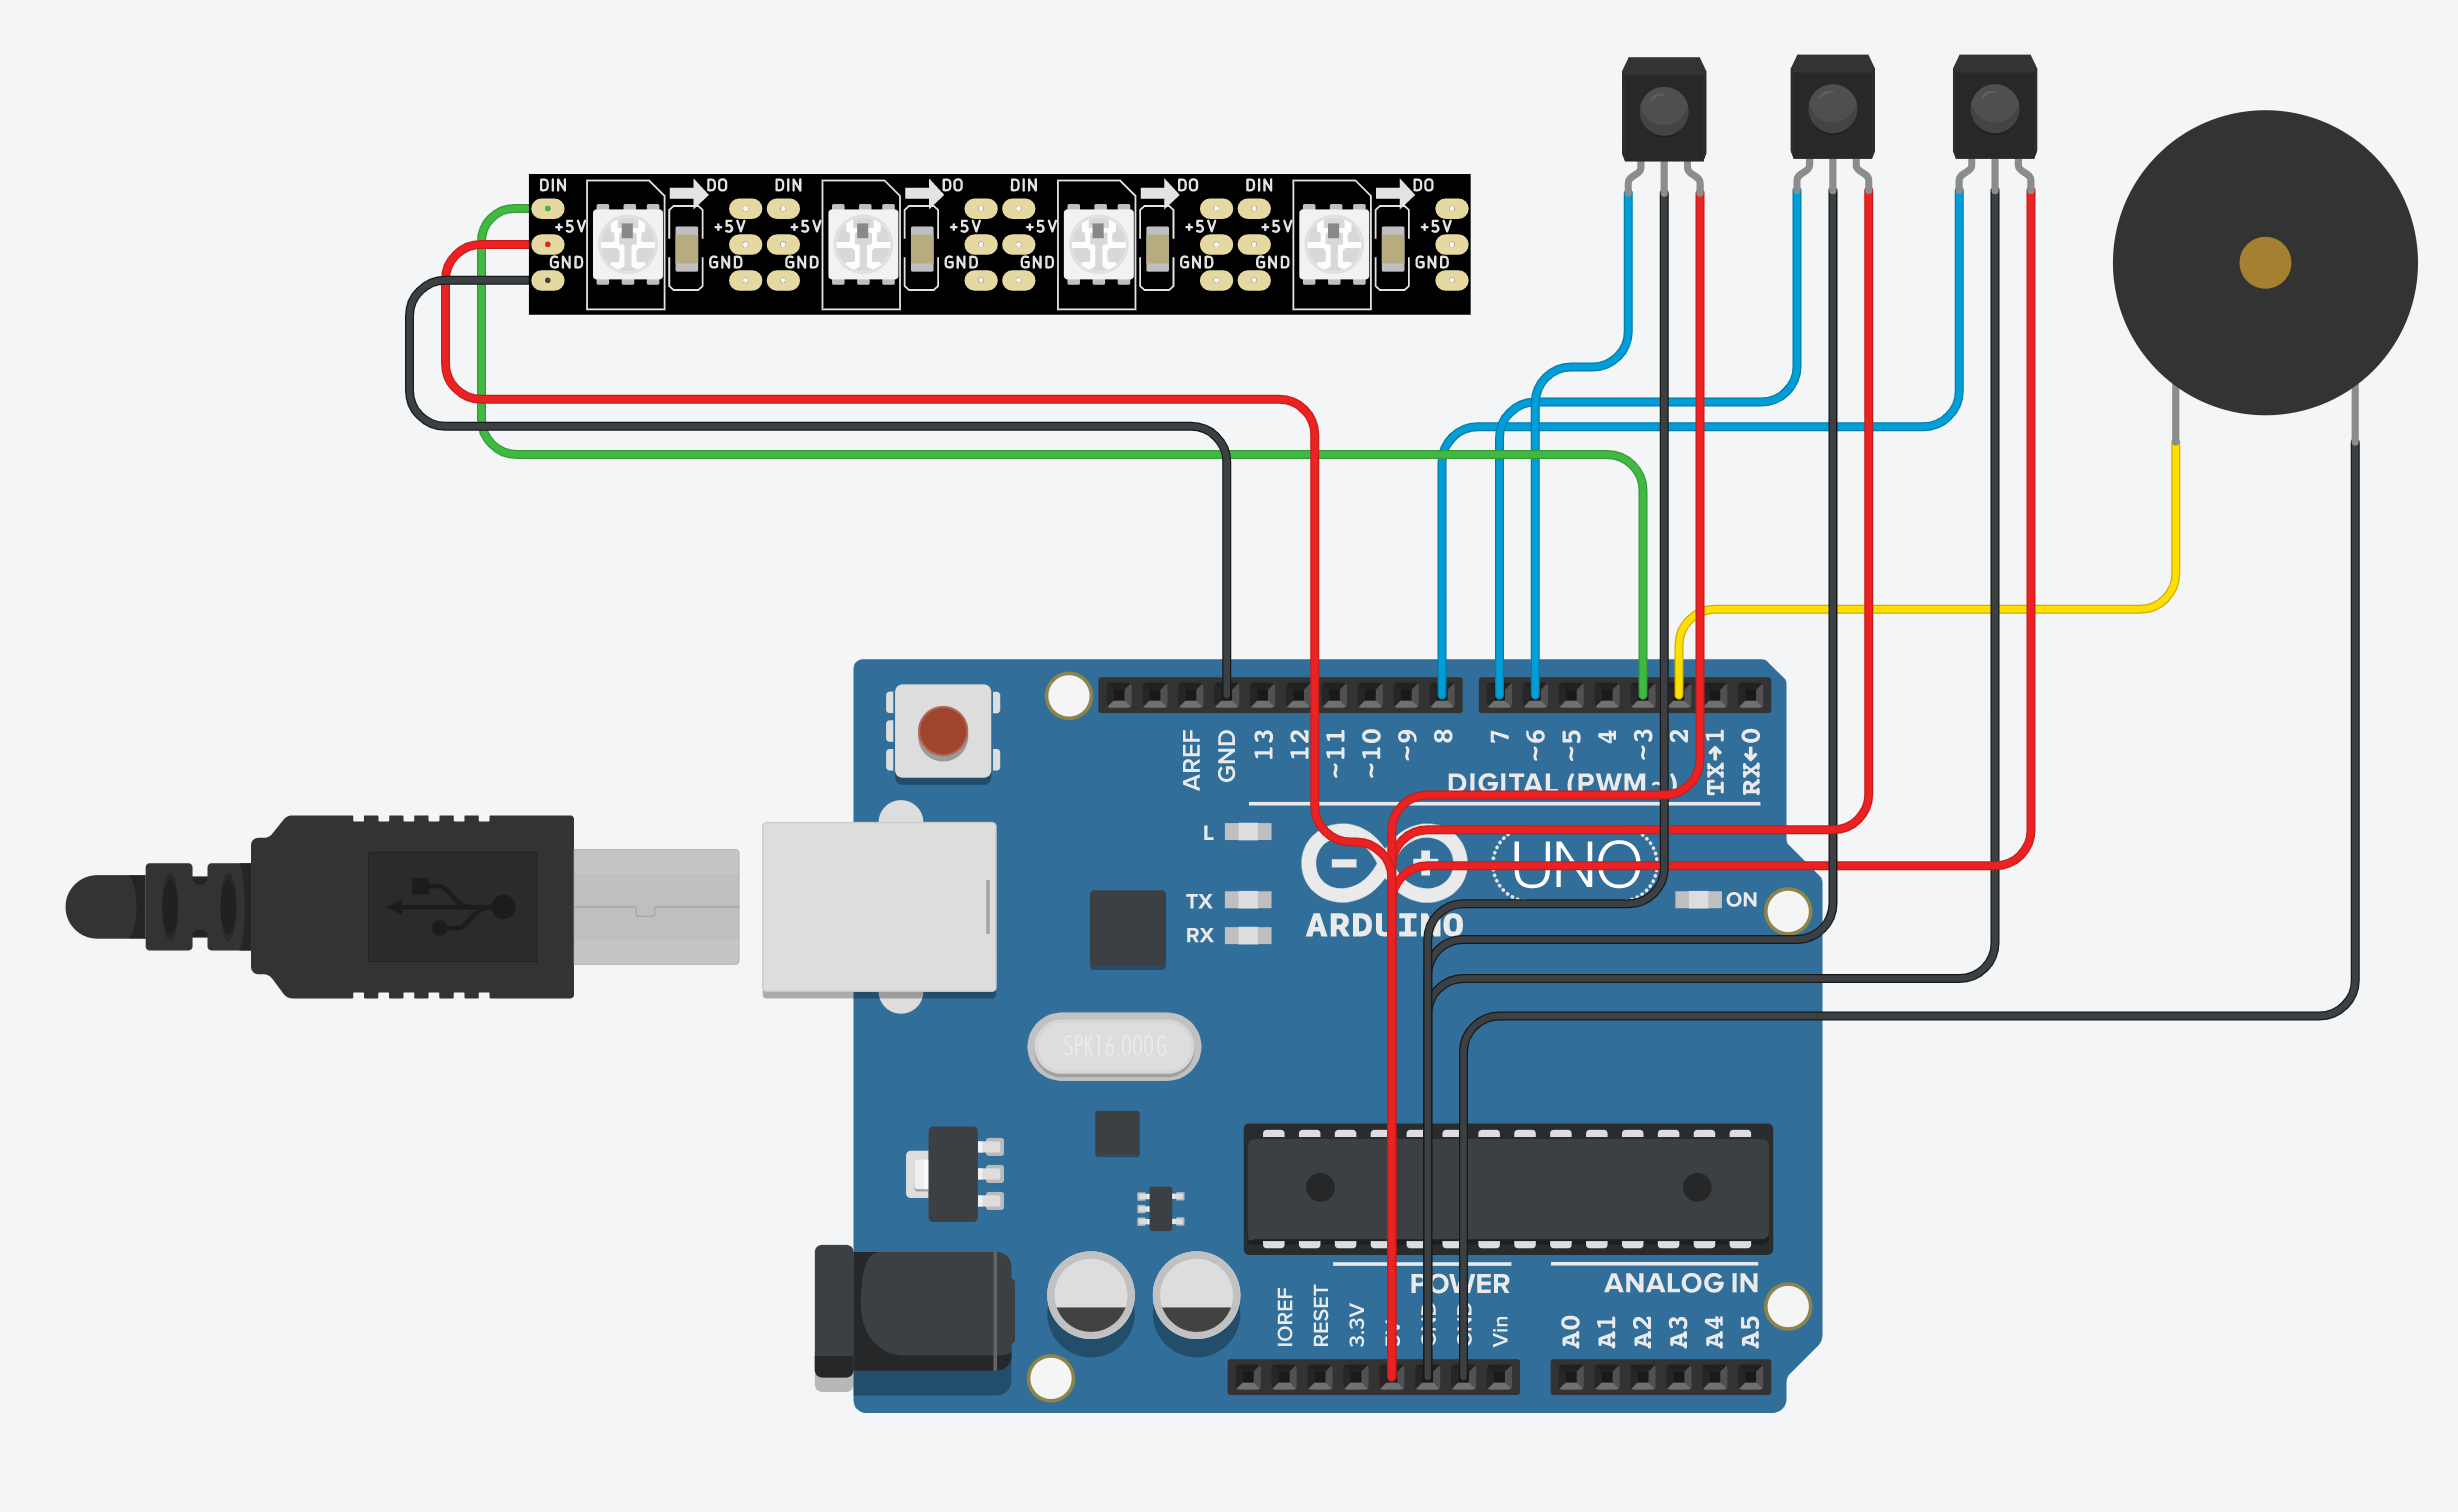 DIN DO DIN DO DIN DO DIN DO
+5V +5V +5V +5V +5V +5V +5V +5V
GND GND GND GND GND GND GND GND
AREF
GND
13
12
~11
~10
~9
8
7
~6
~5
4
~3
2
TX→1
RX←0
DIGITAL (PWM~)
L
UNO
TX
ON
RX
ARDUINO
SPK16.000G
POWER
ANALOG IN
IOREF
RESET
3.3V
5V
GND
GND
Vin
A0
A1
A2
A3
A4
A5